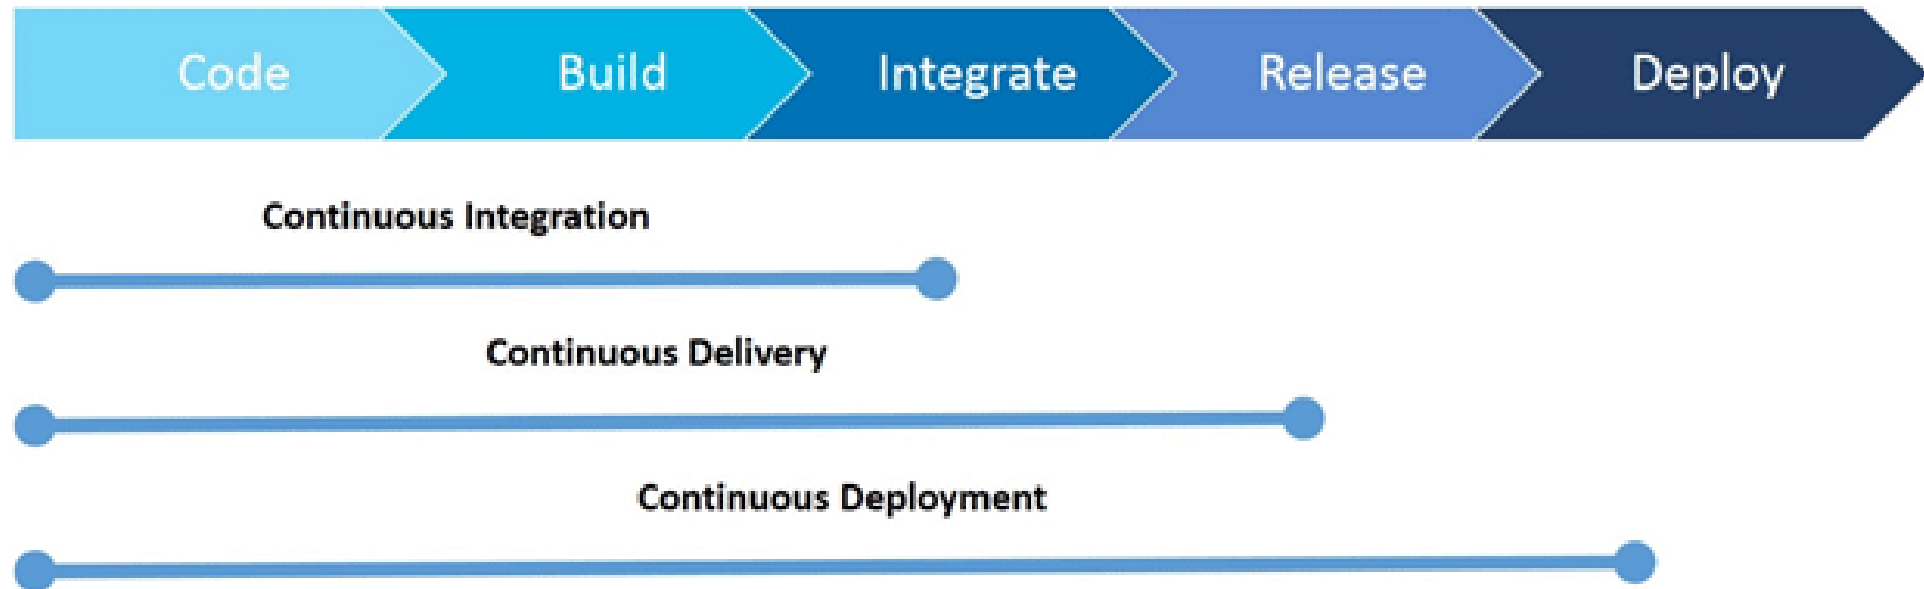 Code Build Integrate Release Deploy
Continuous Integration
Continuous Delivery
Continuous Deployment